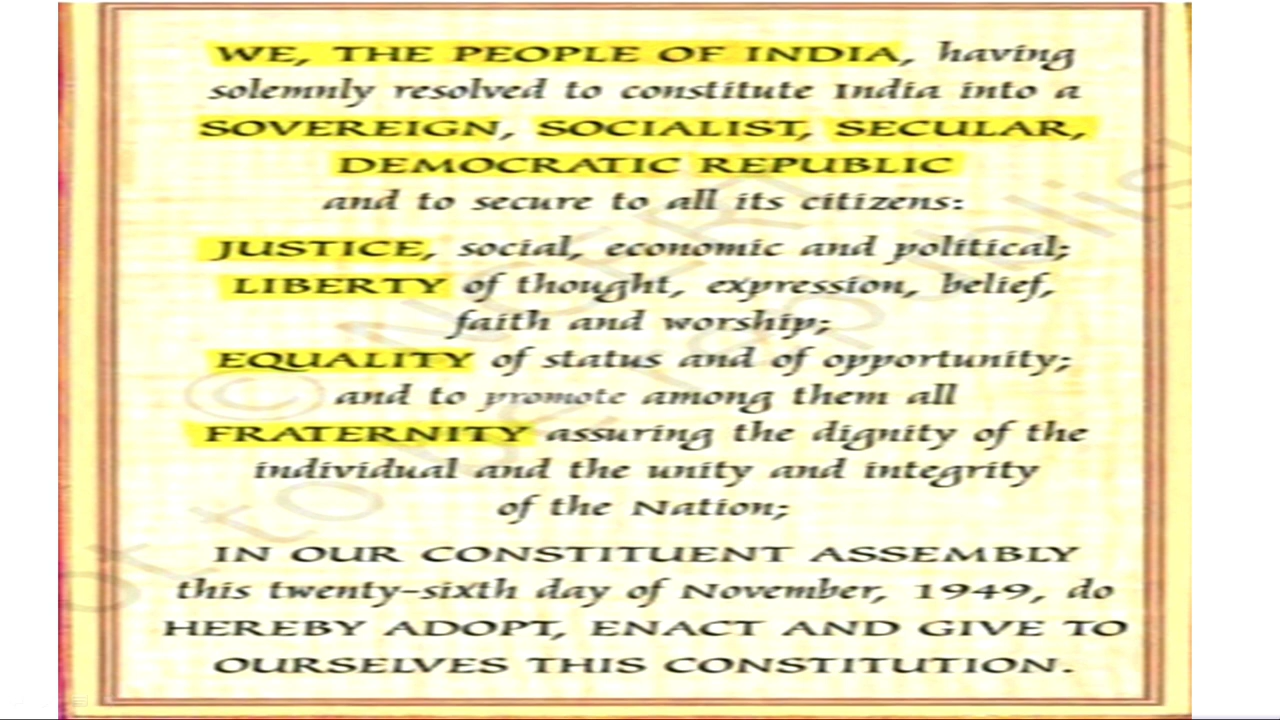 WE, THE PEOPLE OF INDIA, having
solemnly resolved to constitute India into a
SOVEREIGN, SOCIALIST, SECULAR,
DEMOCRATIC REPUBLIC
and to secure to all its citizens:
JUSTICE, social, economic and political;
LIBERTY of thought, expression, belief,
faith and worship;
EQUALITY of status and of opportunity;
and to promote among them all
FRATERNITY assuring the dignity of the
individual and the unity and integrity
of the Nation;
IN OUR CONSTITUENT ASSEMBLY
this twenty-sixth day of November, 1949, do
HEREBY ADOPT, ENACT AND GIVE TO
OURSELVES THIS CONSTITUTION.